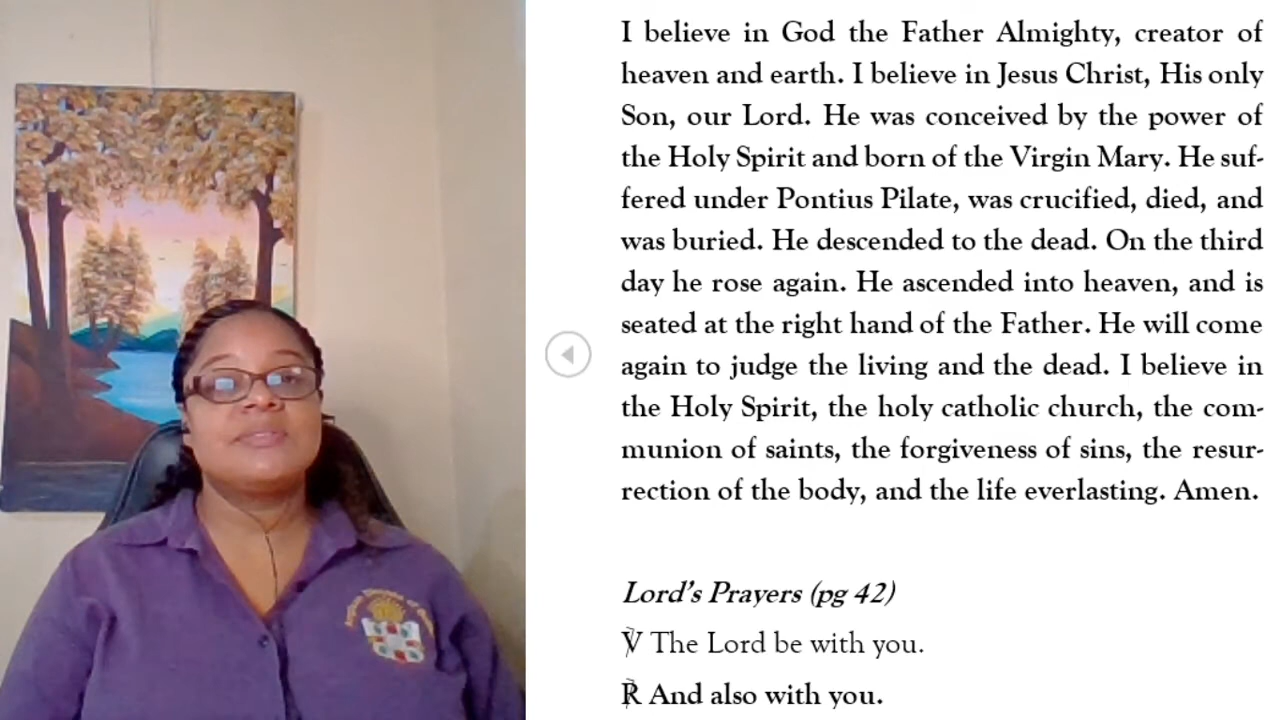 I believe in God the Father Almighty, creator of
heaven and earth. I believe in Jesus Christ, His only
Son, our Lord. He was conceived by the power of
the Holy Spirit and born of the Virgin Mary. He suf-
fered under Pontius Pilate, was crucified, died, and
was buried. He descended to the dead. On the third
day he rose again. He ascended into heaven, and is
seated at the right hand of the Father. He will come
again to judge the living and the dead. I believe in
the Holy Spirit, the holy catholic church, the com-
munion of saints, the forgiveness of sins, the resur-
rection of the body, and the life everlasting. Amen.
Lord's Prayers (pg 42)
℣ The Lord be with you.
℟ And also with you.